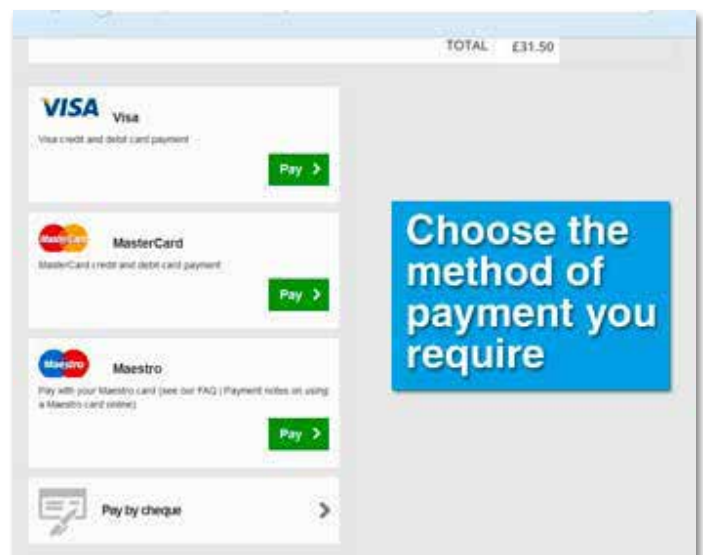 TOTAL £31.50
VISA Visa
Visa credit and debit card payment
Pay
MasterCard MasterCard
MasterCard credit and debit card payment
Pay
Maestro Maestro
Pay with your Maestro card (see our FAQ | Payment notes on using
a Maestro card online)
Pay
Pay by cheque
Choose the
method of
payment you
require